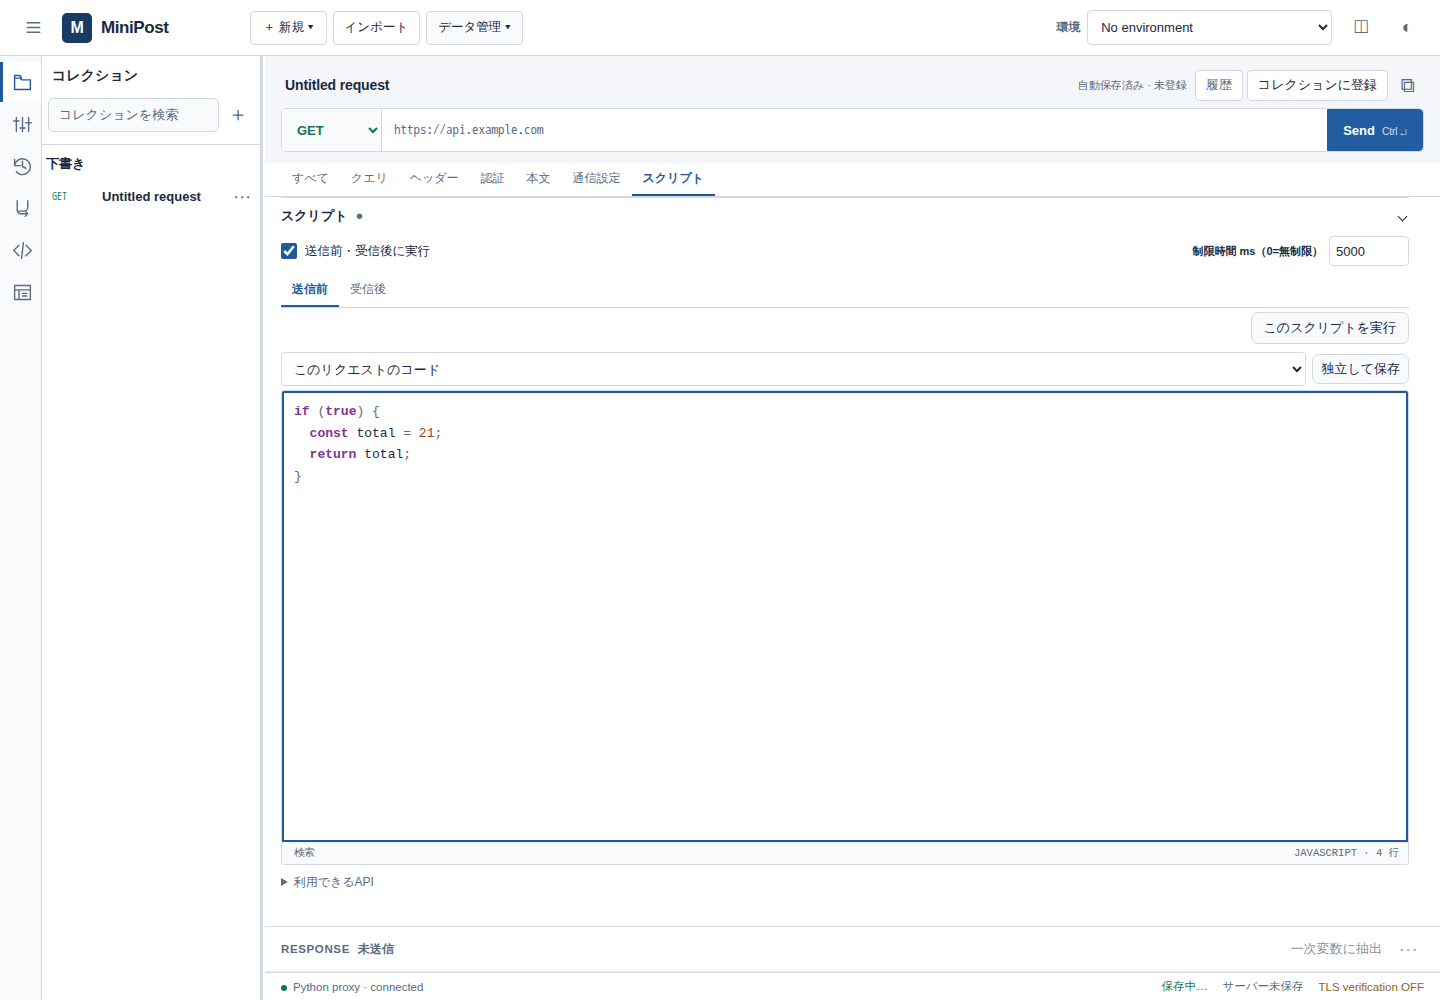 M MiniPost
＋ 新規 ▾ インポート データ管理 ▾
環境 No environment
コレクション
コレクションを検索 ＋
下書き
GET Untitled request …
Untitled request
自動保存済み · 未登録 履歴 コレクションに登録
GET https://api.example.com Send Ctrl ⏎
すべて クエリ ヘッダー 認証 本文 通信設定 スクリプト
スクリプト ●
送信前・受信後に実行 制限時間 ms（0=無制限） 5000
送信前 受信後
このスクリプトを実行
このリクエストのコード 独立して保存
if (true) {
  const total = 21;
  return total;
}
検索 JAVASCRIPT · 4 行
▶ 利用できるAPI
RESPONSE 未送信 一次変数に抽出 …
Python proxy · connected 保存中… サーバー未保存 TLS verification OFF